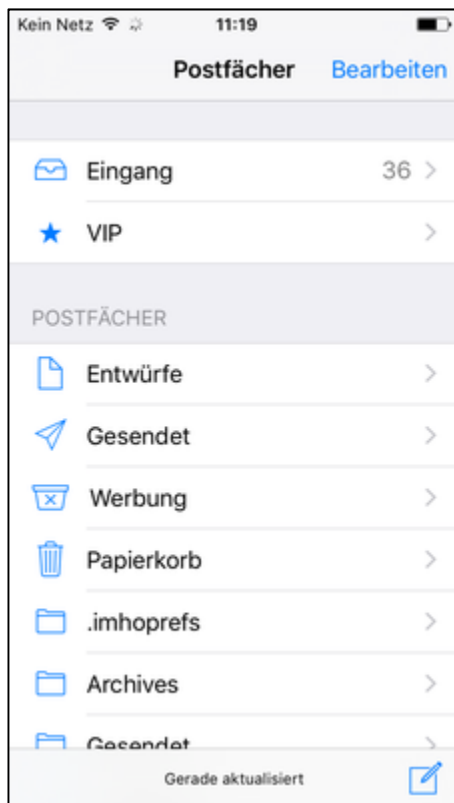 Kein Netz 11:19
Postfächer Bearbeiten
Eingang 36
VIP
POSTFÄCHER
Entwürfe
Gesendet
Werbung
Papierkorb
.imhoprefs
Archives
Gesendet
Gerade aktualisiert